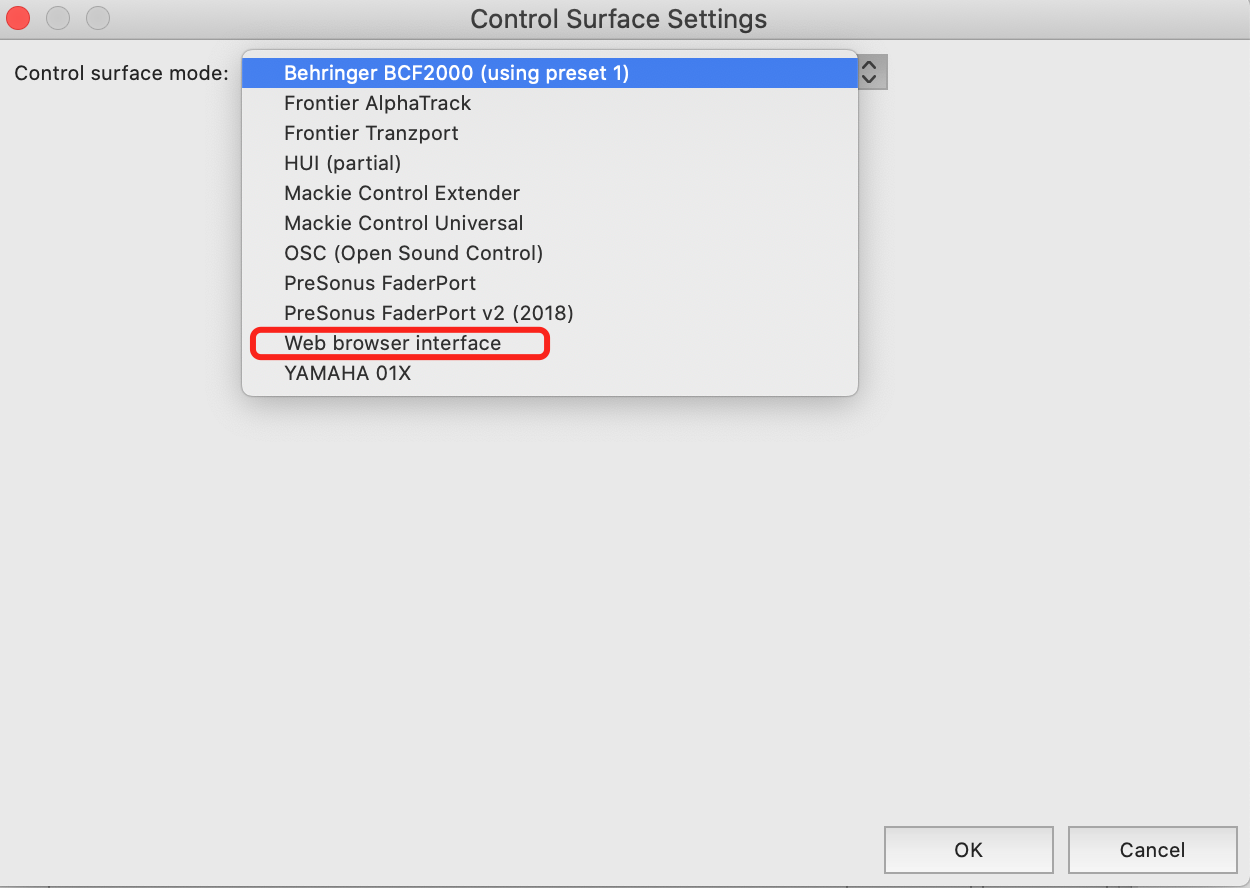 Control Surface Settings
Control surface mode:
Behringer BCF2000 (using preset 1)
Frontier AlphaTrack
Frontier Tranzport
HUI (partial)
Mackie Control Extender
Mackie Control Universal
OSC (Open Sound Control)
PreSonus FaderPort
PreSonus FaderPort v2 (2018)
Web browser interface
YAMAHA 01X
OK
Cancel